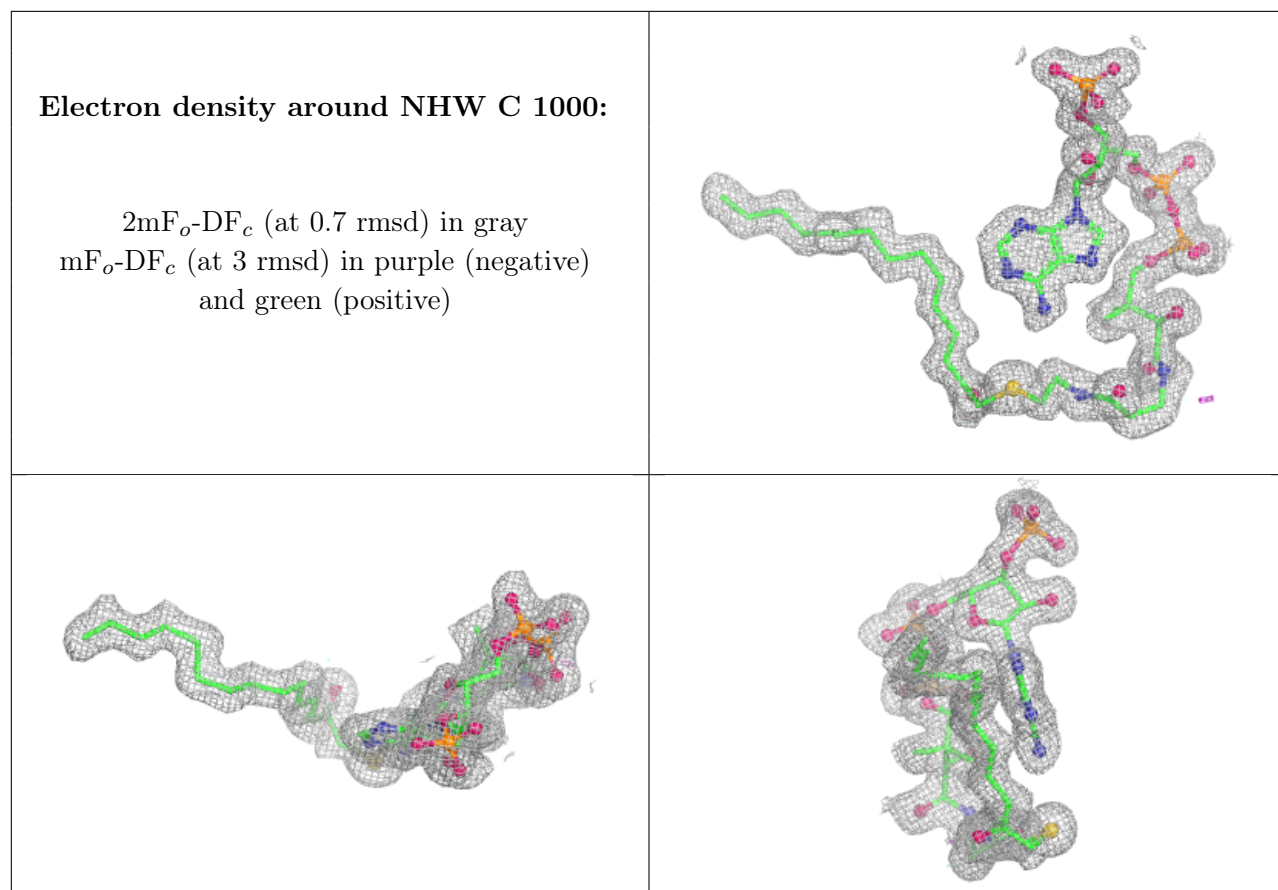 Electron density around NHW C 1000:
2mFo-DFc (at 0.7 rmsd) in gray
mFo-DFc (at 3 rmsd) in purple (negative)
and green (positive)